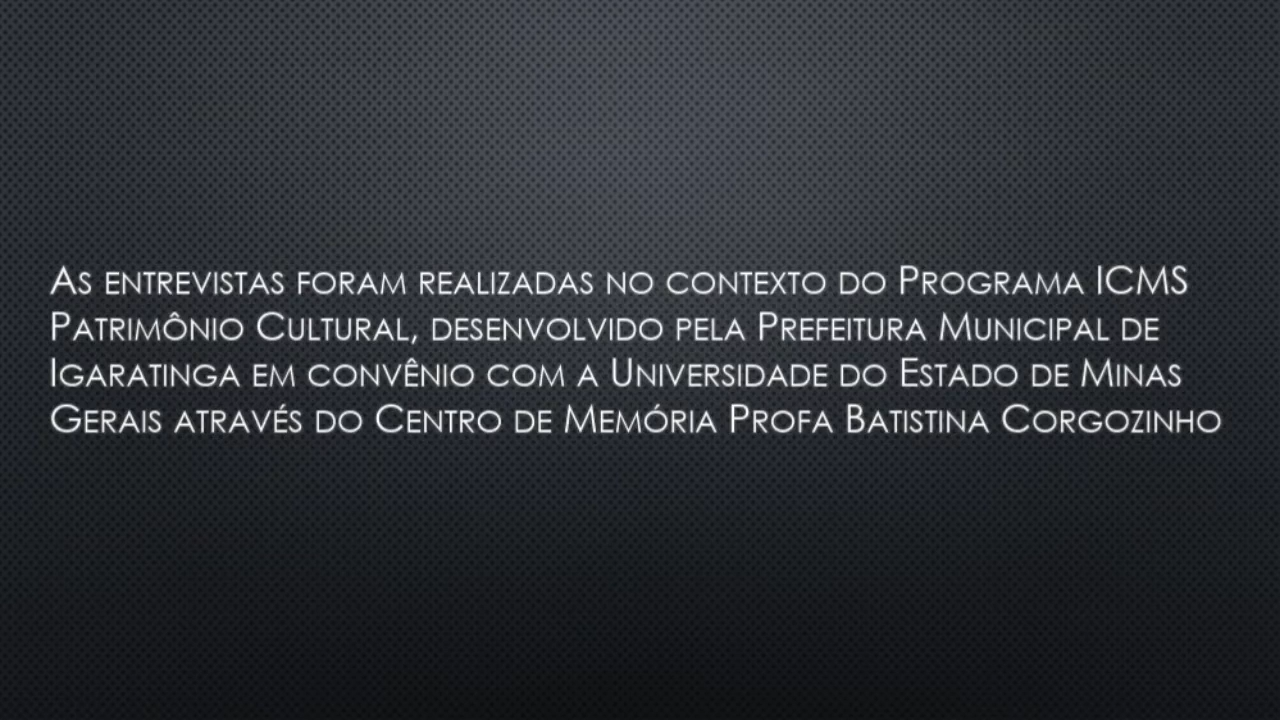 As entrevistas foram realizadas no contexto do Programa ICMS
Patrimônio Cultural, desenvolvido pela Prefeitura Municipal de
Igaratinga em convênio com a Universidade do Estado de Minas
Gerais através do Centro de Memória Profa Batistina Corgozinho